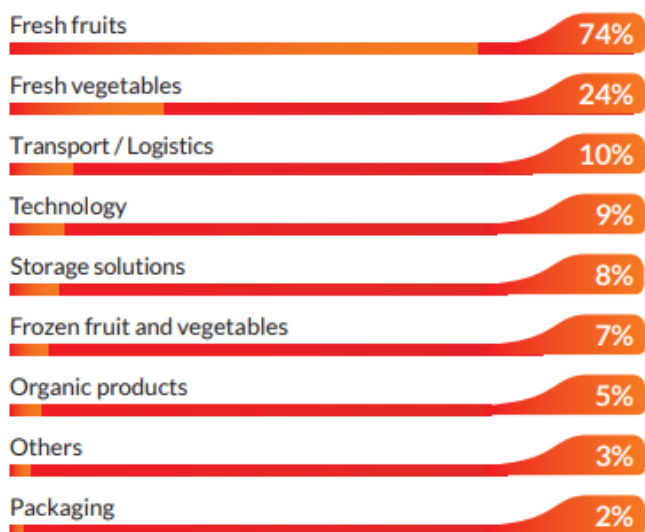 Fresh fruits
74%
Fresh vegetables
24%
Transport / Logistics
10%
Technology
9%
Storage solutions
8%
Frozen fruit and vegetables
7%
Organic products
5%
Others
3%
Packaging
2%